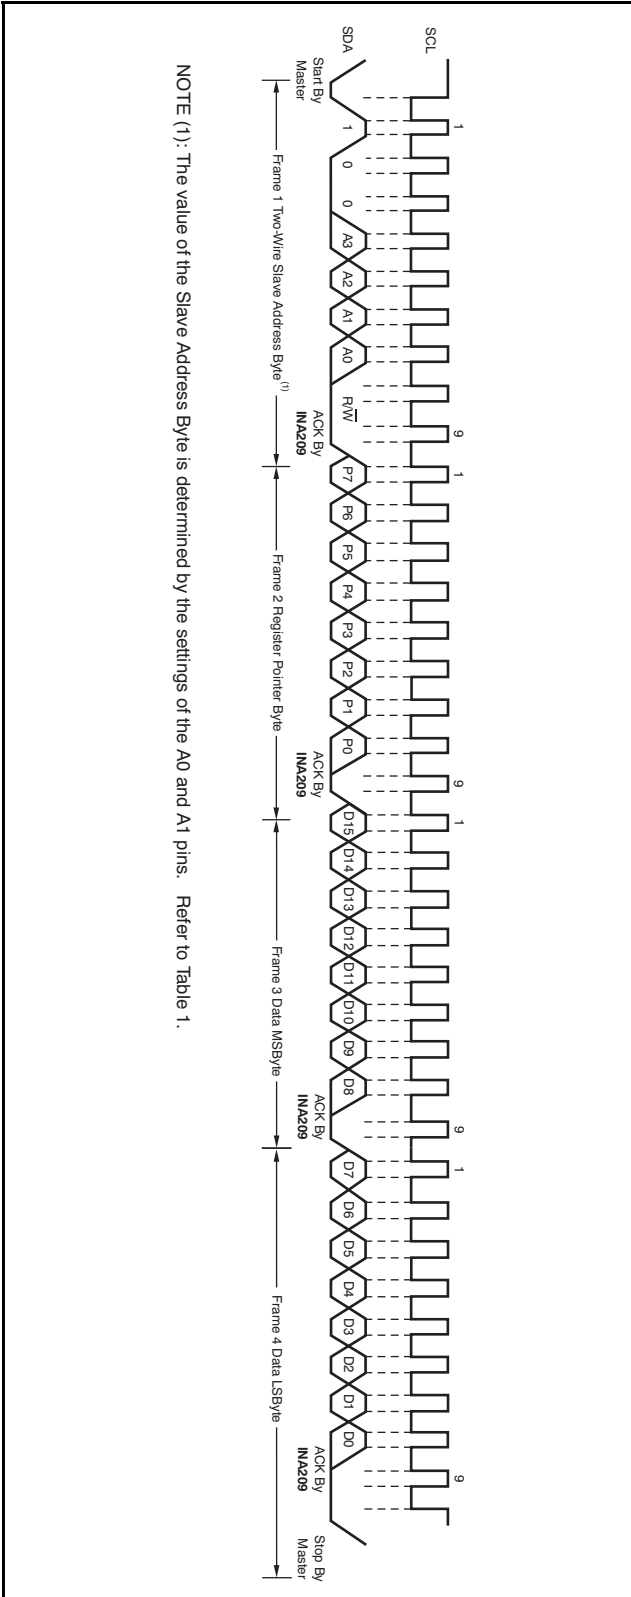 1 9 1 9 1 9 1 9
SCL
SDA 1 0 0 A3 A2 A1 A0 R/W P7 P6 P5 P4 P3 P2 P1 P0 D15 D14 D13 D12 D11 D10 D9 D8 D7 D6 D5 D4 D3 D2 D1 D0
Start By
Master
ACK By
INA209
ACK By
INA209
ACK By
INA209
ACK By
INA209
Stop By
Master
Frame 1 Two-Wire Slave Address Byte (1)
Frame 2 Register Pointer Byte
Frame 3 Data MSByte
Frame 4 Data LSByte
NOTE (1): The value of the Slave Address Byte is determined by the settings of the A0 and A1 pins. Refer to Table 1.